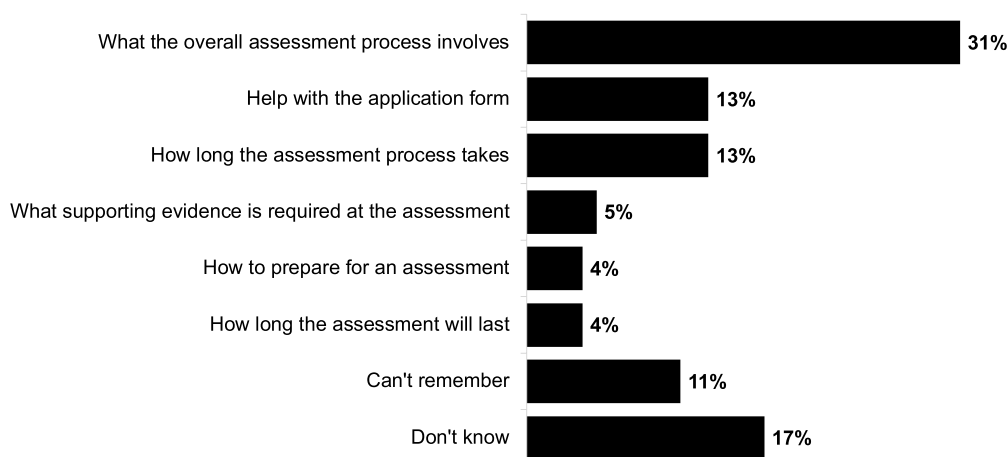 What the overall assessment process involves 31%
Help with the application form 13%
How long the assessment process takes 13%
What supporting evidence is required at the assessment 5%
How to prepare for an assessment 4%
How long the assessment will last 4%
Can't remember 11%
Don't know 17%